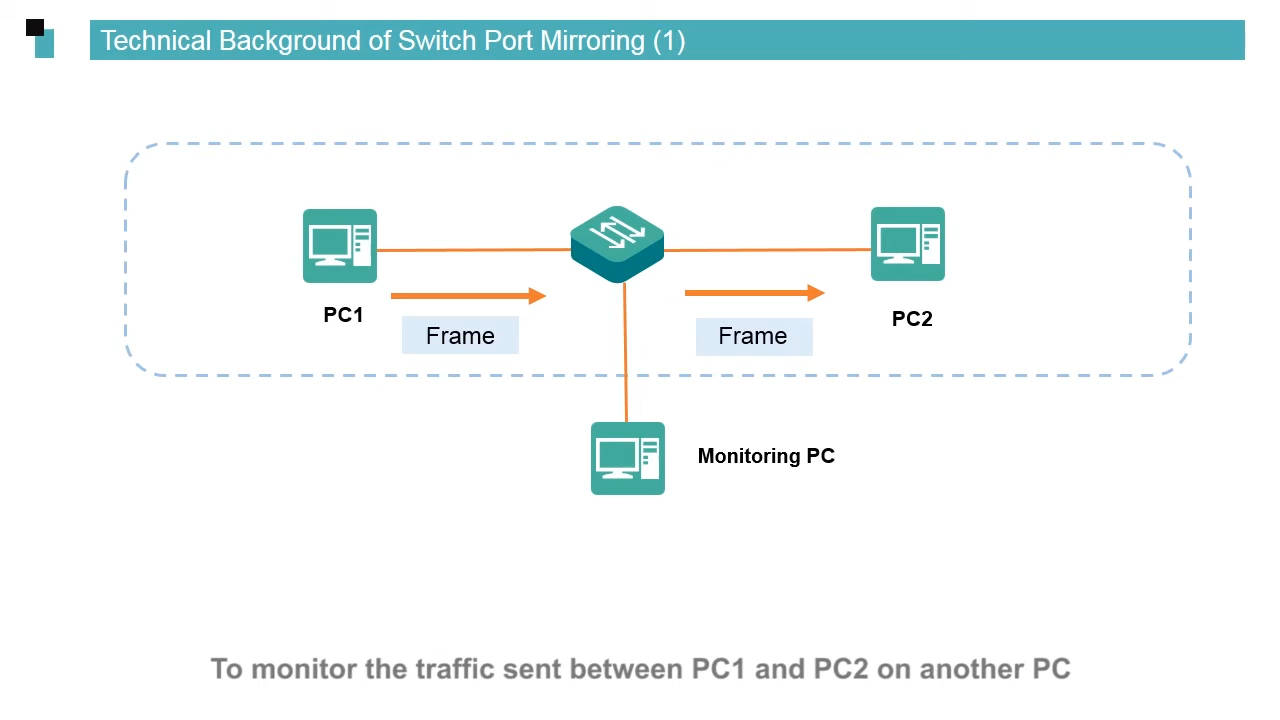 Technical Background of Switch Port Mirroring (1)
PC1
PC2
Frame
Frame
Monitoring PC
To monitor the traffic sent between PC1 and PC2 on another PC